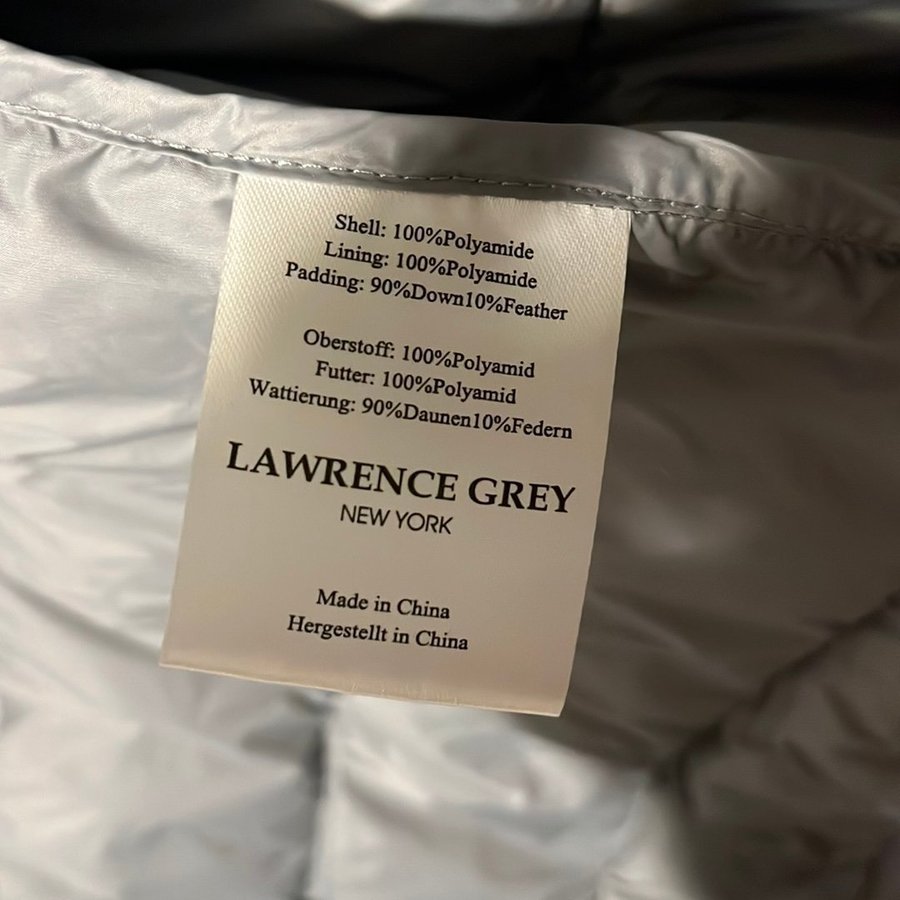 Shell: 100%Polyamide
Lining: 100%Polyamide
Padding: 90%Down10%Feather
Oberstoff: 100%Polyamid
Futter: 100%Polyamid
Wattierung: 90%Daunen10%Federn
LAWRENCE GREY
NEW YORK
Made in China
Hergestellt in China